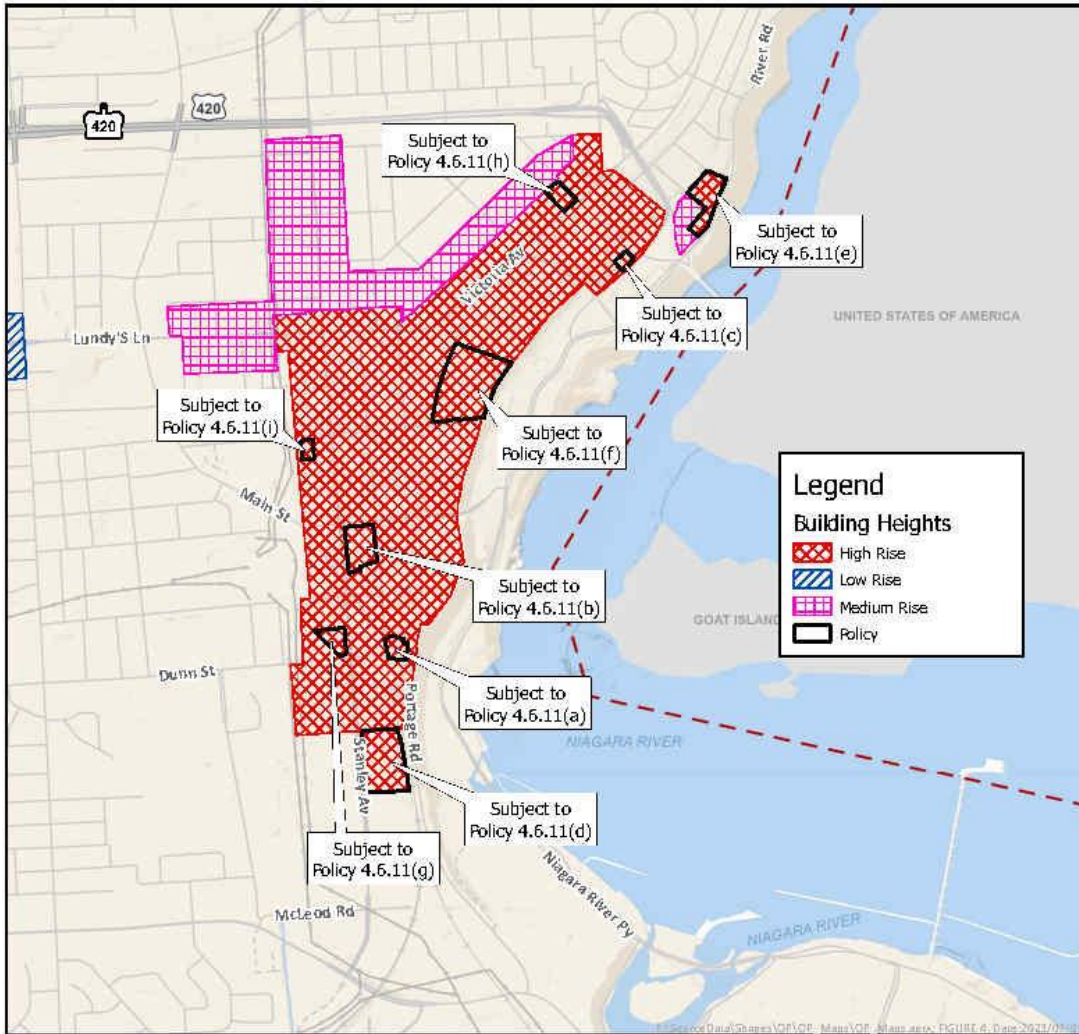 River Rd
420
420
Subject to
Policy 4.6.11(h)
Subject to
Policy 4.6.11(e)
Victoria Av
Subject to
Policy 4.6.11(c)
UNITED STATES OF AMERICA
Lundy'S Ln
Subject to
Policy 4.6.11(i)
Subject to
Policy 4.6.11(f)
Main St
Legend
Building Heights
High Rise
Low Rise
Medium Rise
Policy
Subject to
Policy 4.6.11(b)
GOAT ISLAND
Dunn St
Subject to
Policy 4.6.11(a)
Portage Rd
NIAGARA RIVER
Stanley Av
Subject to
Policy 4.6.11(d)
Subject to
Policy 4.6.11(g)
Niagara River Py
McLeod Rd
NIAGARA RIVER